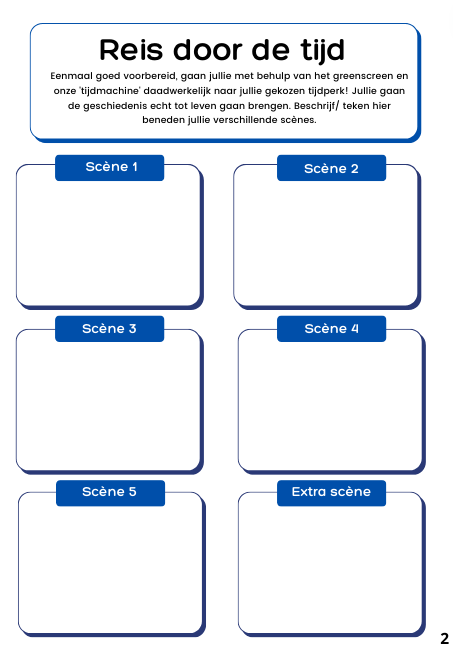 Reis door de tijd
Eenmaal goed voorbereid, gaan jullie met behulp van het greenscreen en
onze 'tijdmachine' daadwerkelijk naar jullie gekozen tijdperk! Jullie gaan
de geschiedenis echt tot leven gaan brengen. Beschrijf/ teken hier
beneden jullie verschillende scènes.
Scène 1
Scène 2
Scène 3
Scène 4
Scène 5
Extra scène
2